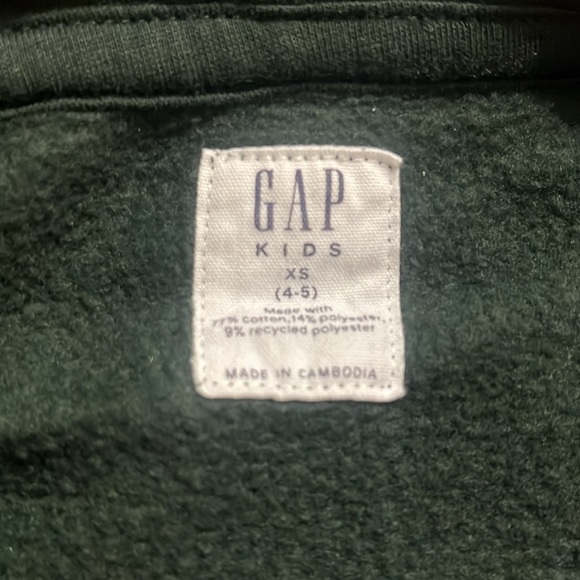 GAP
KIDS
XS
(4-5)
Made with
77% cotton, 14% polyester,
9% recycled polyester
MADE IN CAMBODIA